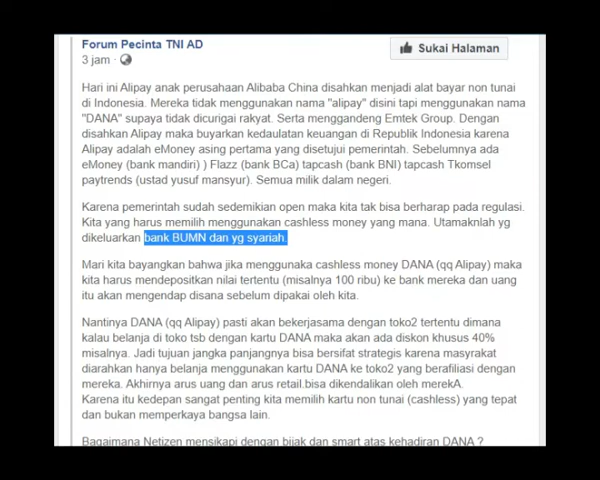 Forum Pecinta TNI AD
Sukai Halaman
3 jam ·
Hari ini Alipay anak perusahaan Alibaba China disahkan menjadi alat bayar non tunai
di Indonesia. Mereka tidak menggunakan nama "alipay" disini tapi menggunakan nama
"DANA" supaya tidak dicurigai rakyat. Serta menggandeng Emtek Group. Dengan
disahkan Alipay maka buyarkan kedaulatan keuangan di Republik Indonesia karena
Alipay adalah eMoney asing pertama yang disetujui pemerintah. Sebelumnya ada
eMoney (bank mandiri) ) Flazz (bank BCa) tapcash (bank BNI) tapcash Tkomsel
paytrends (ustad yusuf mansyur). Semua milik dalam negeri.
Karena pemerintah sudah sedemikian open maka kita tak bisa berharap pada regulasi.
Kita yang harus memilih menggunakan cashless money yang mana. Utamaknlah yg
dikeluarkan bank BUMN dan yg syariah.
Mari kita bayangkan bahwa jika menggunaka cashless money DANA (qq Alipay) maka
kita harus mendepositkan nilai tertentu (misalnya 100 ribu) ke bank mereka dan uang
itu akan mengendap disana sebelum dipakai oleh kita.
Nantinya DANA (qq Alipay) pasti akan bekerjasama dengan toko2 tertentu dimana
kalau belanja di toko tsb dengan kartu DANA maka akan ada diskon khusus 40%
misalnya. Jadi tujuan jangka panjangnya bisa bersifat strategis karena masyrakat
diarahkan hanya belanja menggunakan kartu DANA ke toko2 yang berafiliasi dengan
mereka. Akhirnya arus uang dan arus retail.bisa dikendalikan oleh merekA.
Karena itu kedepan sangat penting kita memilih kartu non tunai (cashless) yang tepat
dan bukan memperkaya bangsa lain.
Bagaimana Netizen mensikapi dengan bijak dan smart atas kehadiran DANA ?